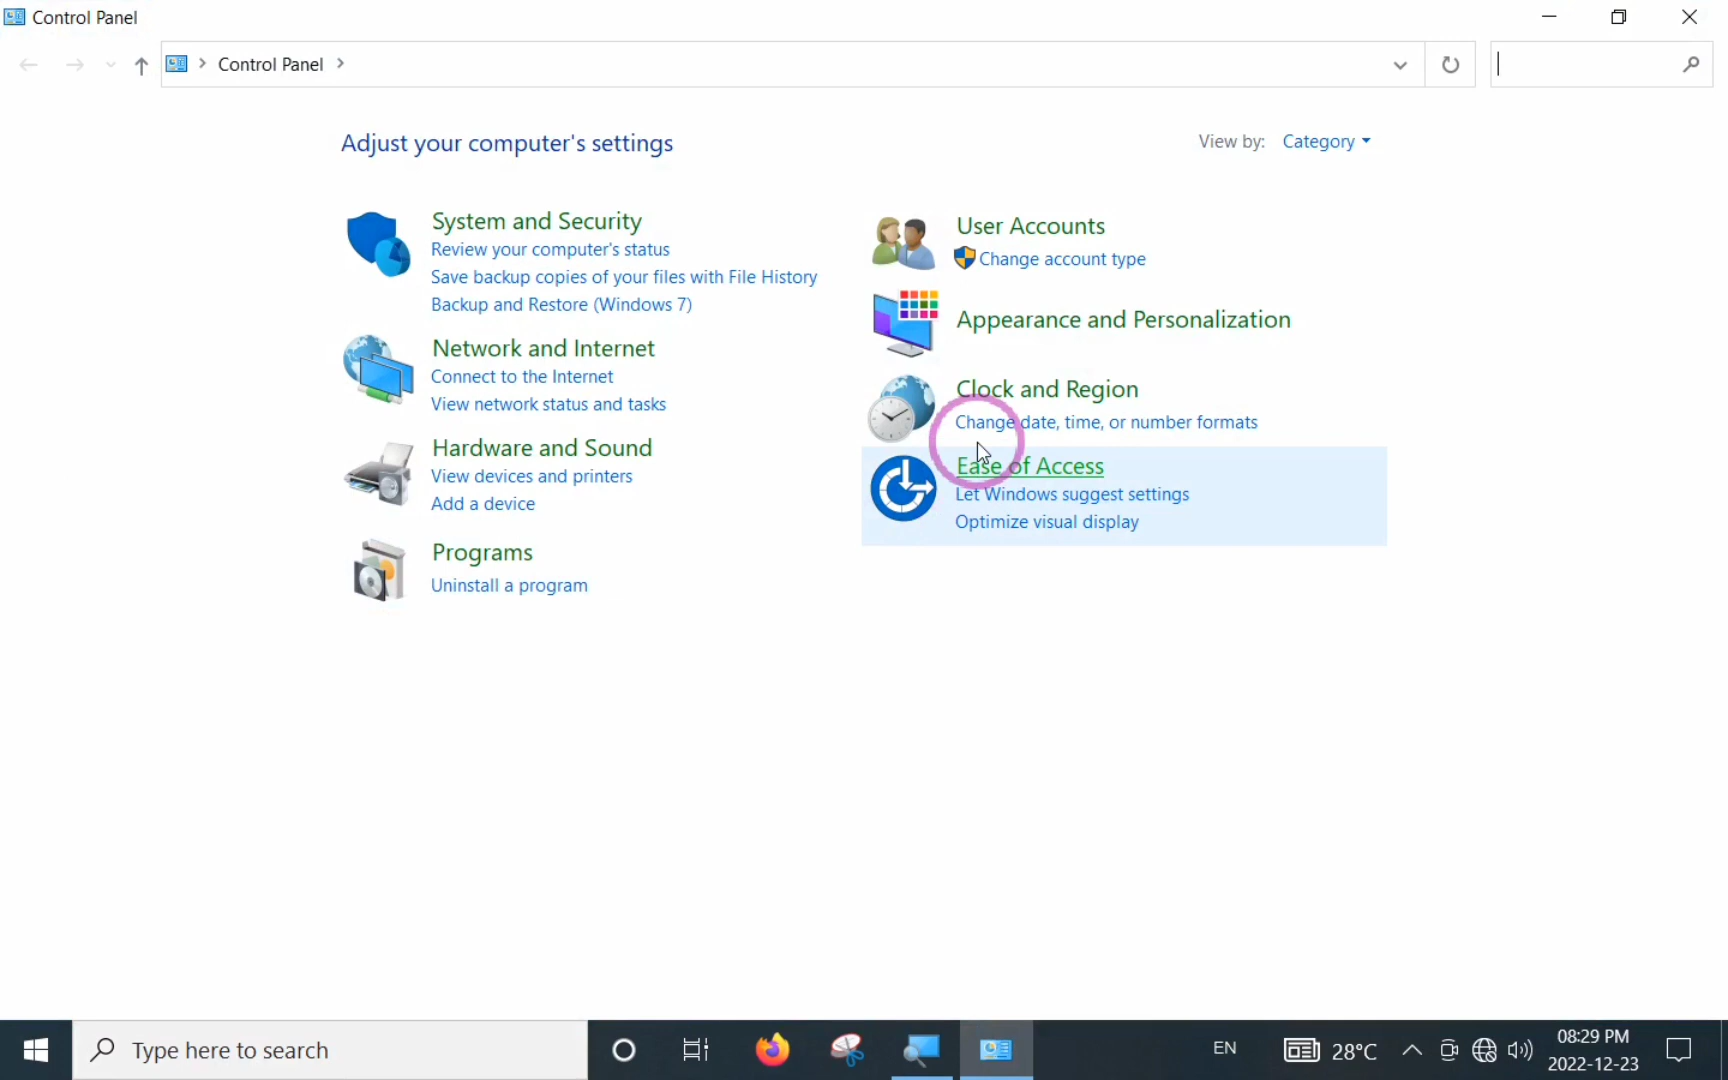 Control Panel
Control Panel
Adjust your computer's settings
View by: Category
System and Security
Review your computer's status
Save backup copies of your files with File History
Backup and Restore (Windows 7)
Network and Internet
Connect to the Internet
View network status and tasks
Hardware and Sound
View devices and printers
Add a device
Programs
Uninstall a program
User Accounts
Change account type
Appearance and Personalization
Clock and Region
Change date, time, or number formats
Ease of Access
Let Windows suggest settings
Optimize visual display
Type here to search
EN
28°C
08:29 PM
2022-12-23